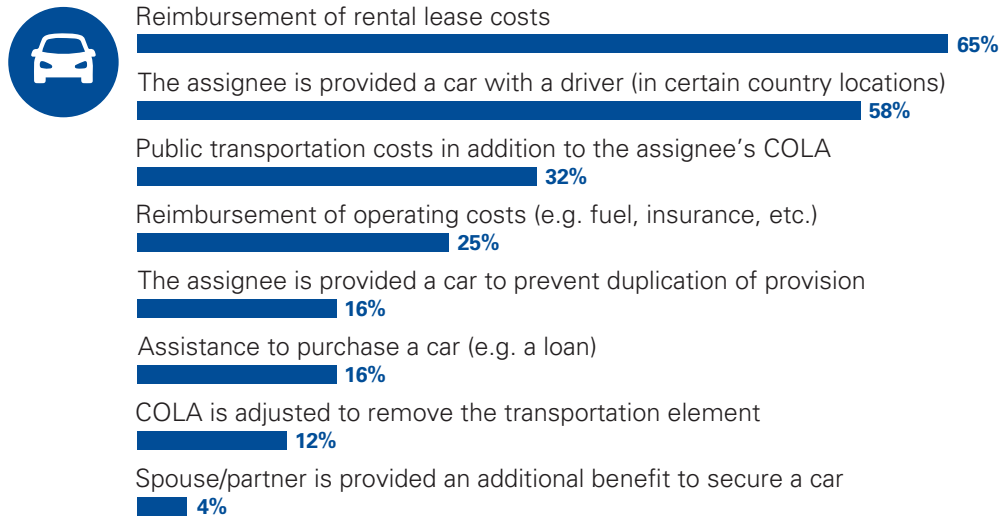 Reimbursement of rental lease costs
65%
The assignee is provided a car with a driver (in certain country locations)
58%
Public transportation costs in addition to the assignee’s COLA
32%
Reimbursement of operating costs (e.g. fuel, insurance, etc.)
25%
The assignee is provided a car to prevent duplication of provision
16%
Assistance to purchase a car (e.g. a loan)
16%
COLA is adjusted to remove the transportation element
12%
Spouse/partner is provided an additional benefit to secure a car
4%